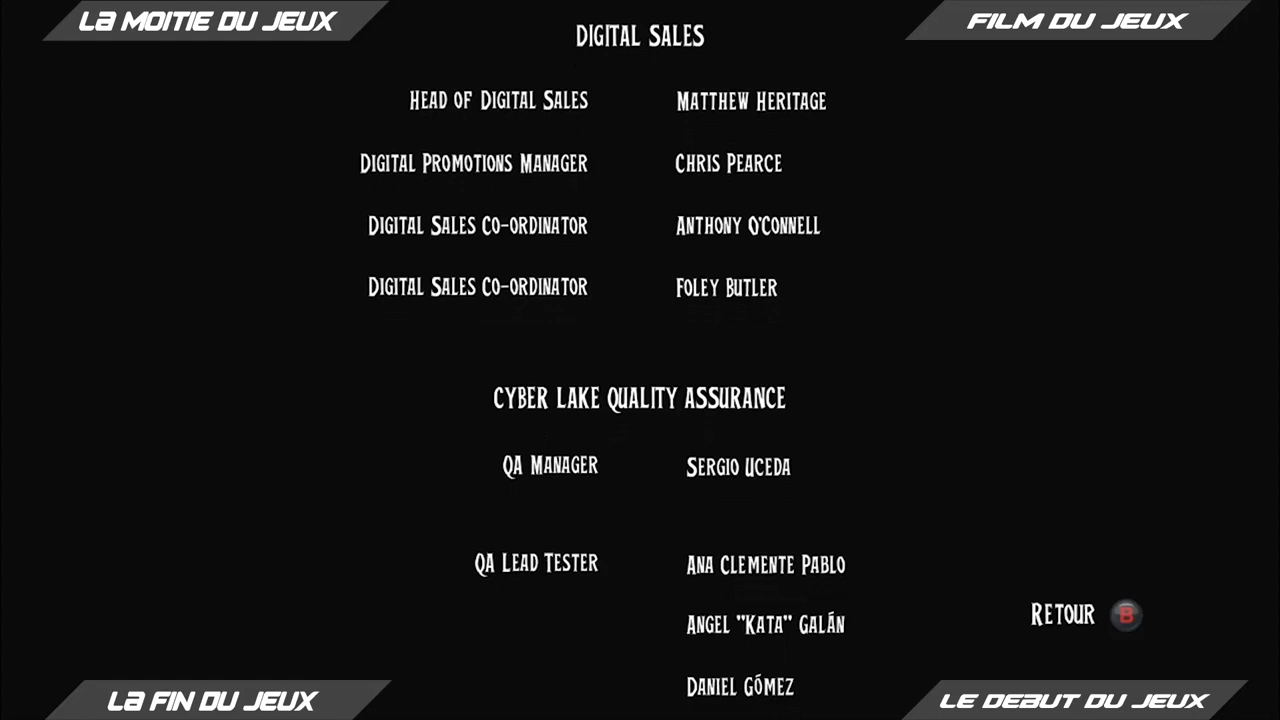 LA MOITIE DU JEUX
FILM DU JEUX
DIGITAL SALES
HEAD OF DIGITAL SALES MATTHEW HERITAGE
DIGITAL PROMOTIONS MANAGER CHRIS PEARCE
DIGITAL SALES CO-ORDINATOR ANTHONY O'CONNELL
DIGITAL SALES CO-ORDINATOR FOLEY BUTLER
CYBER LAKE QUALITY ASSURANCE
QA MANAGER SERGIO UCEDA
QA LEAD TESTER ANA CLEMENTE PABLO
ANGEL "KATA" GALÁN
RETOUR B
DANIEL GÓMEZ
LA FIN DU JEUX
LE DEBUT DU JEUX